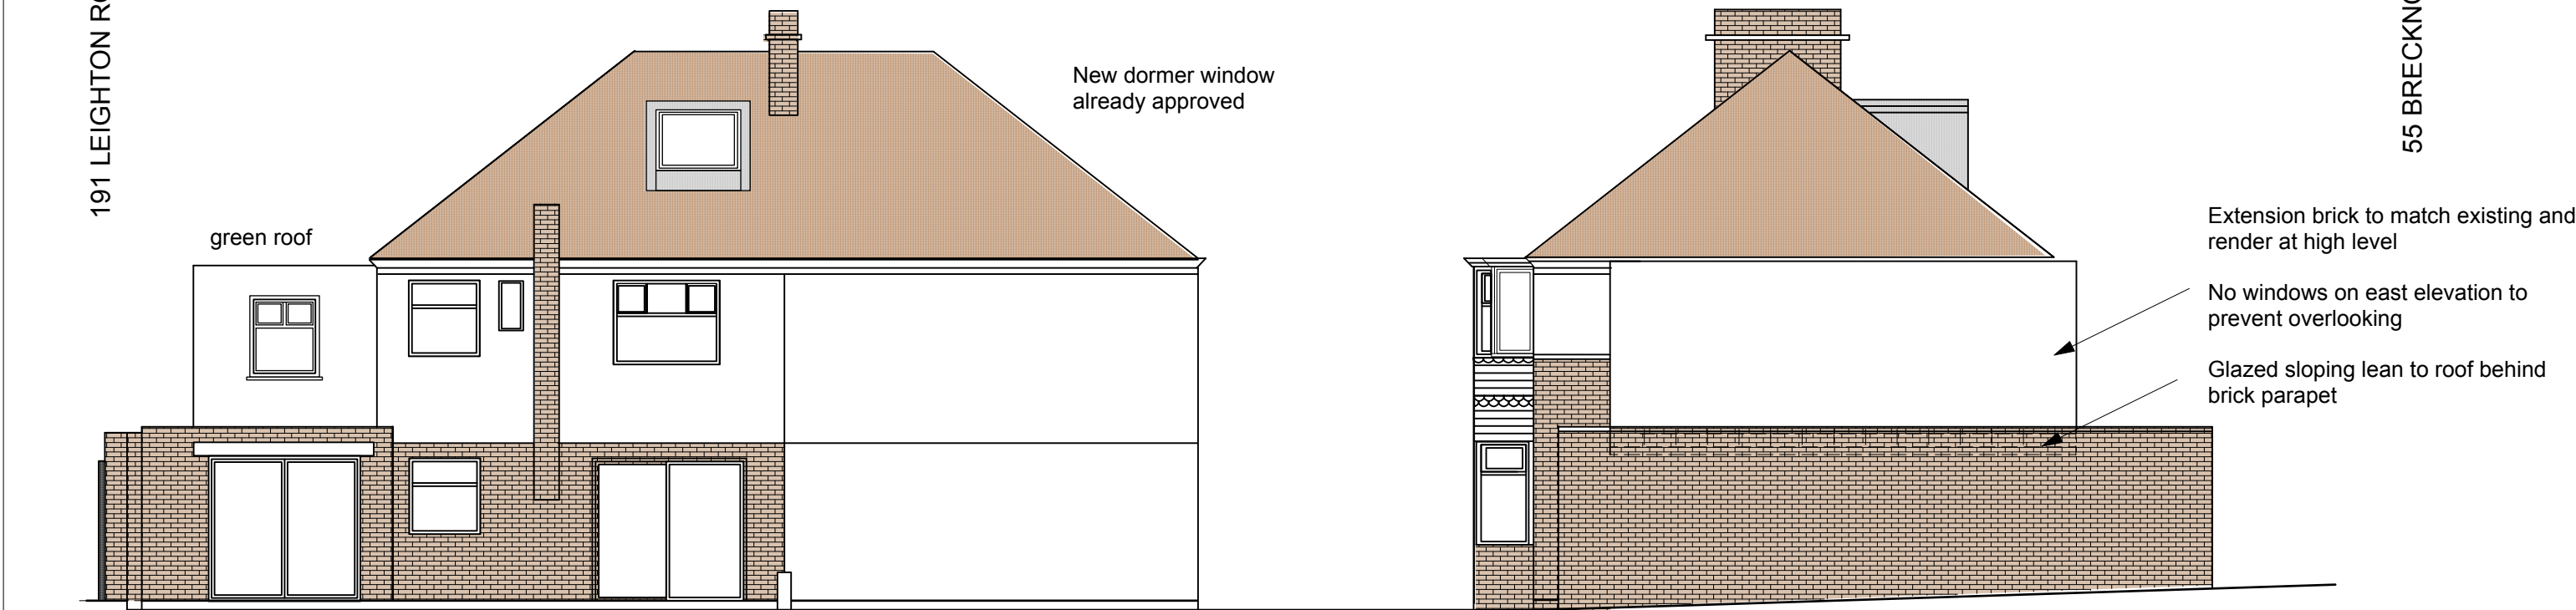 191 LEIGHTON
New dormer window
already approved
green roof
55
Extension brick to match existing and
render at high level
No windows on east elevation to
prevent overlooking
Glazed sloping lean to roof behind
brick parapet